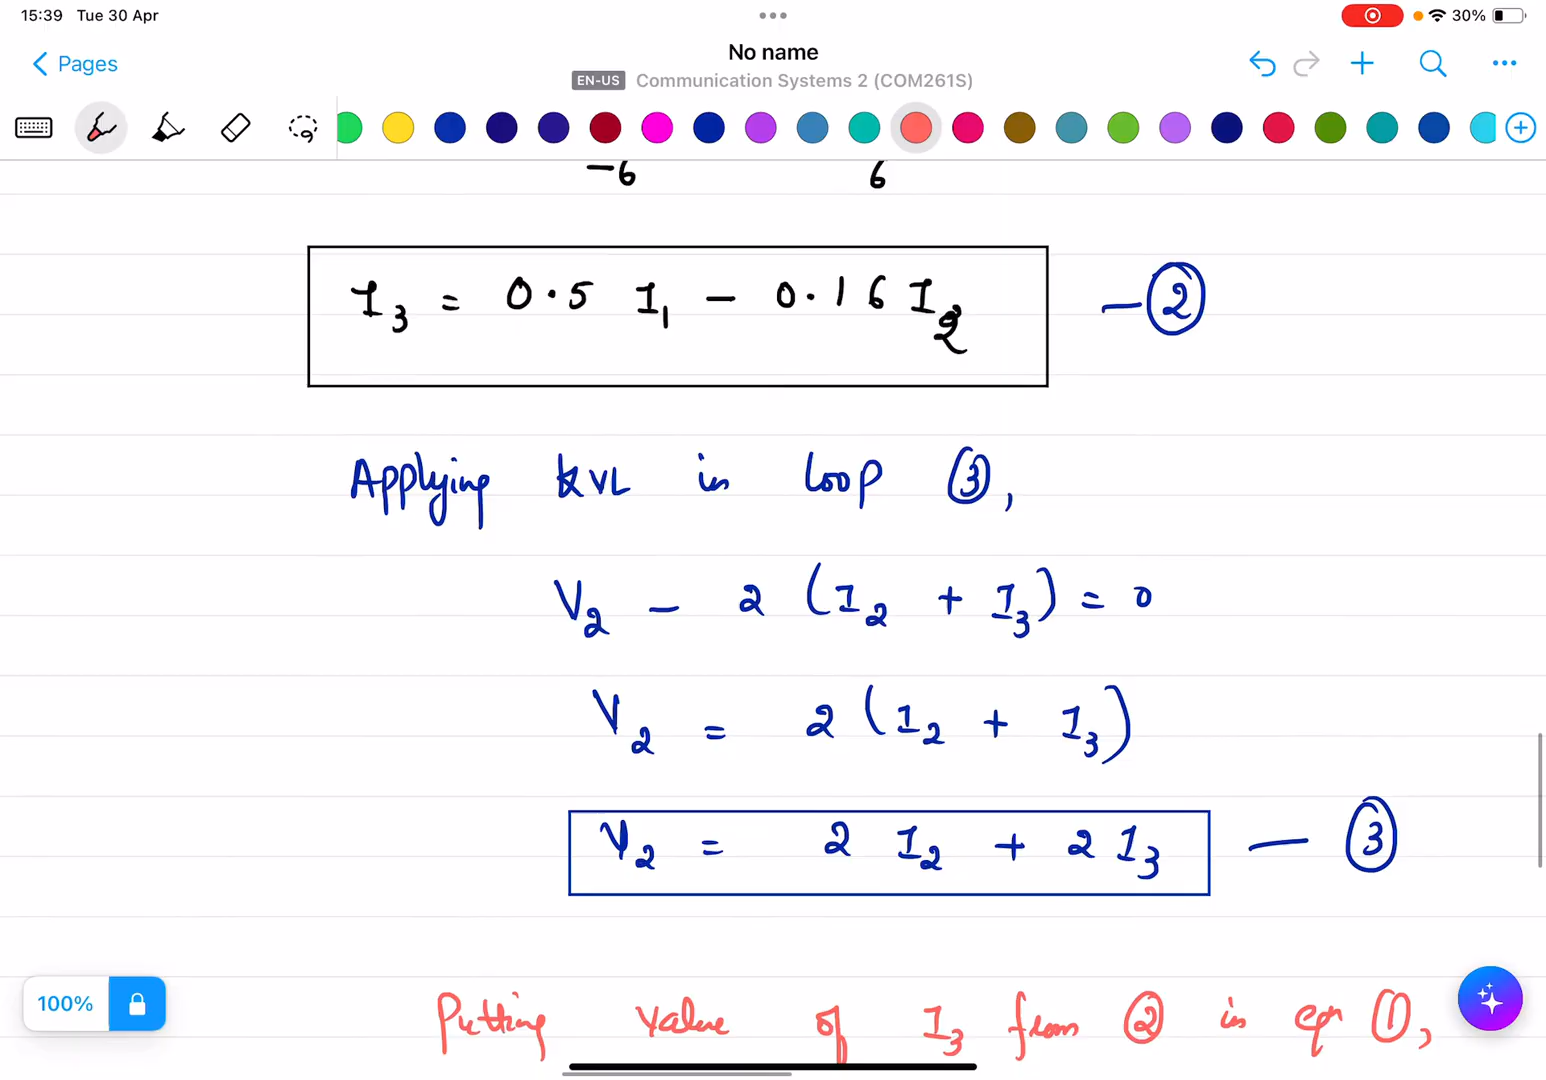 15:39 Tue 30 Apr
30%
Pages
No name
EN-US Communication Systems 2 (COM261S)
-6 6
I₃ = 0.5 I₁ - 0.16 I₂ - ②
Applying KVL in loop ③,
V₂ - 2 (I₂ + I₃) = 0
V₂ = 2 (I₂ + I₃)
V₂ = 2 I₂ + 2 I₃ - ③
100%
Putting value of I₃ from ② in eqn ①,